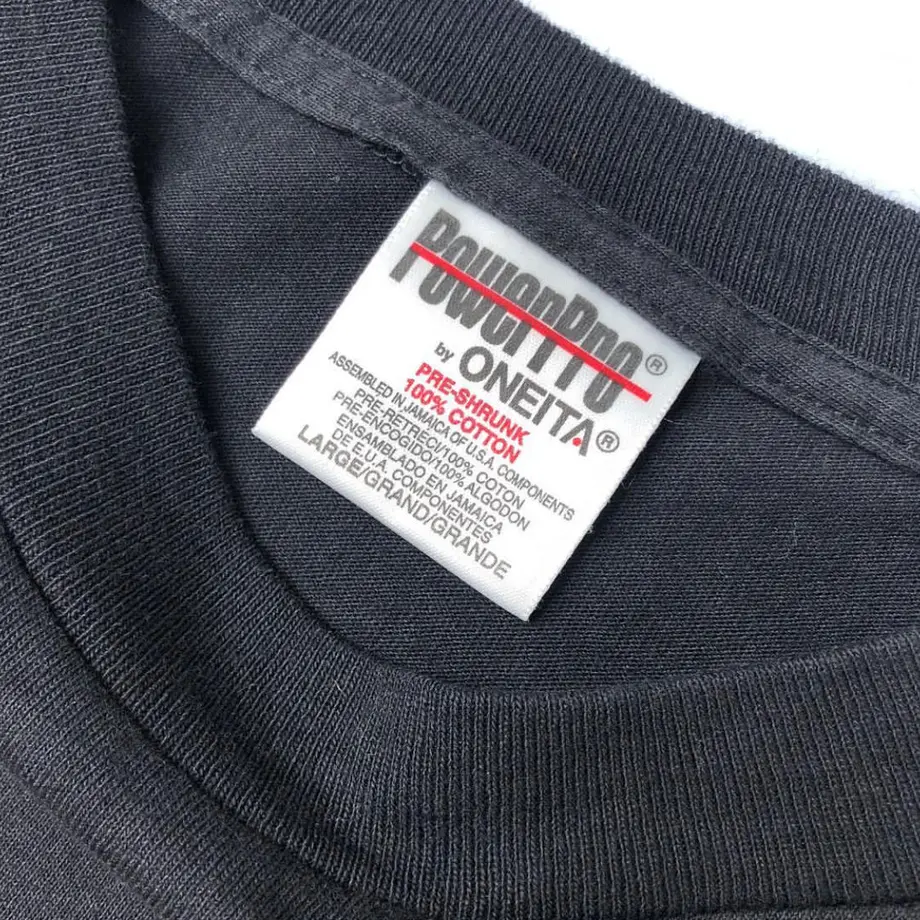 PowerPro®
by ONEITA®
PRE-SHRUNK
100% COTTON
ASSEMBLED IN JAMAICA OF U.S.A. COMPONENTS
PRE-RETRECI/100% COTON
PRE-ENCOGIDO/100% ALGODON
ENSAMBLADO EN JAMAICA
DE E.U.A. COMPONENTES
LARGE/GRAND/GRANDE